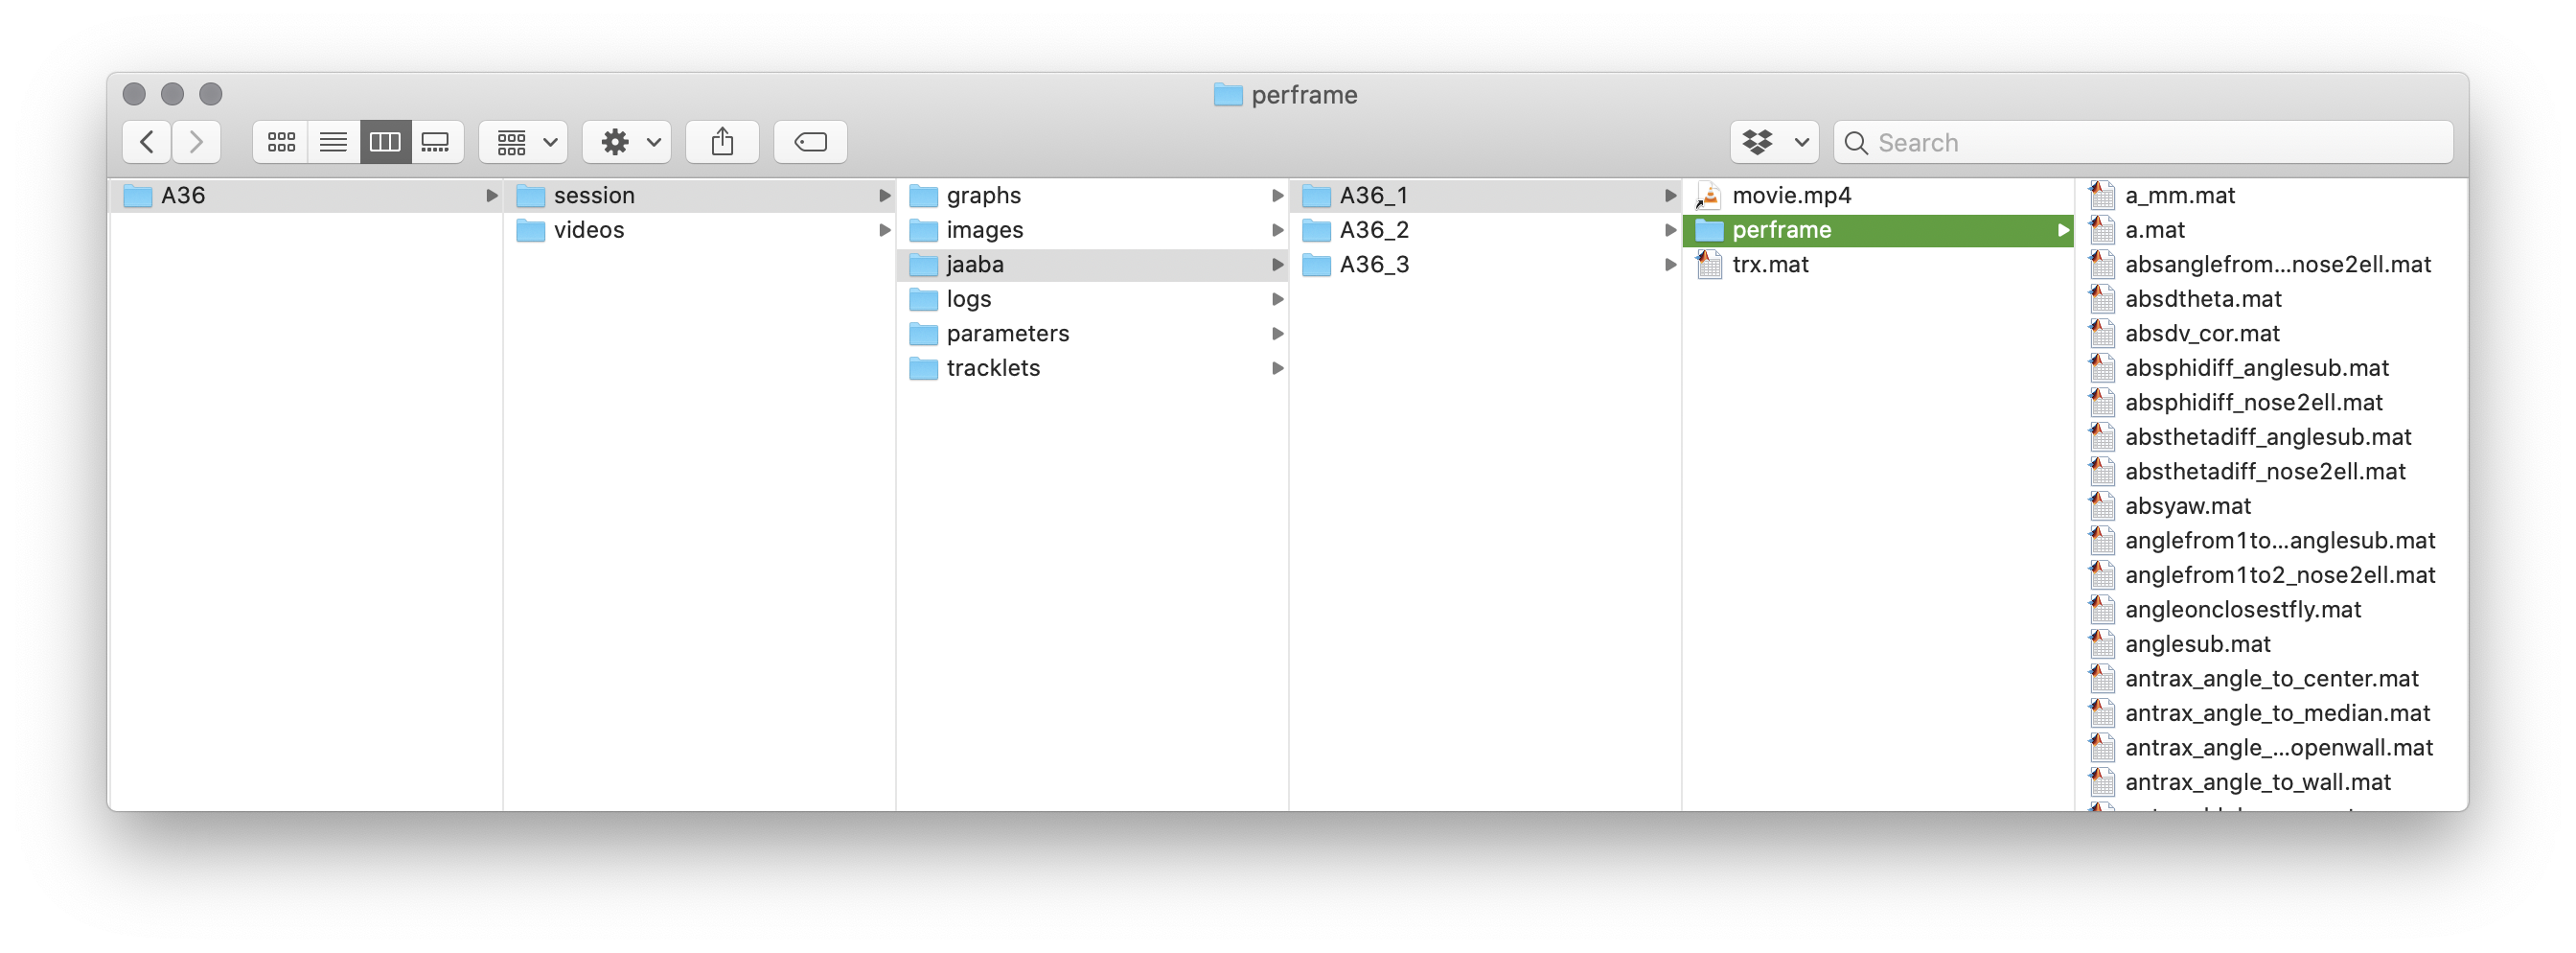 perframe
Search
A36
session
videos
graphs
images
jaaba
logs
parameters
tracklets
A36_1
A36_2
A36_3
movie.mp4
perframe
trx.mat
a_mm.mat
a.mat
absanglefrom...nose2ell.mat
absdtheta.mat
absdv_cor.mat
absphidiff_anglesub.mat
absphidiff_nose2ell.mat
absthetadiff_anglesub.mat
absthetadiff_nose2ell.mat
absyaw.mat
anglefrom1to...anglesub.mat
anglefrom1to2_nose2ell.mat
angleonclosestfly.mat
anglesub.mat
antrax_angle_to_center.mat
antrax_angle_to_median.mat
antrax_angle_...openwall.mat
antrax_angle_to_wall.mat